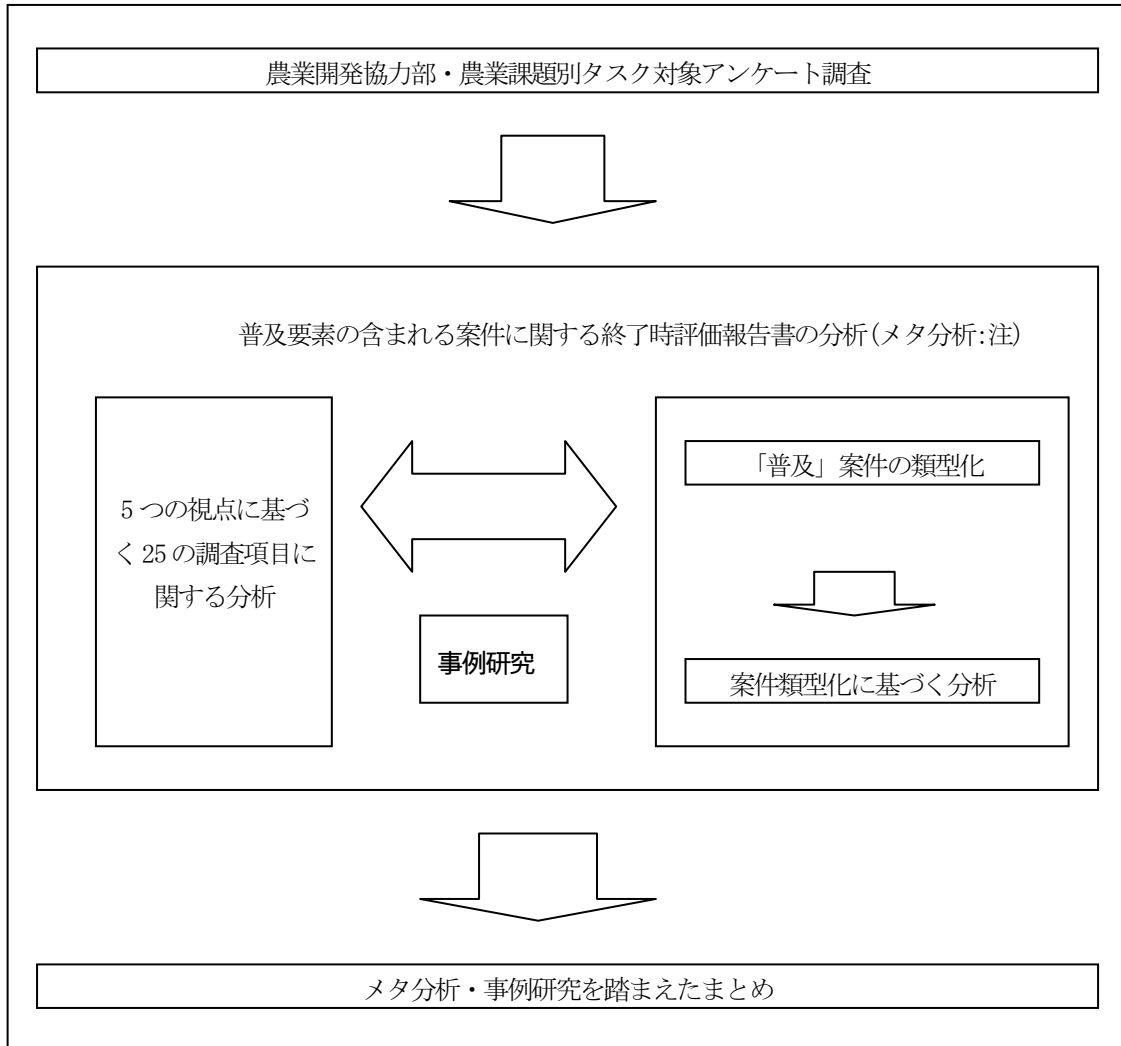 農業開発協力部・農業課題別タスク対象アンケート調査
普及要素の含まれる案件に関する終了時評価報告書の分析(メタ分析:注)
5つの視点に基づ
く25の調査項目に
関する分析
事例研究
「普及」案件の類型化
案件類型化に基づく分析
メタ分析・事例研究を踏まえたまとめ